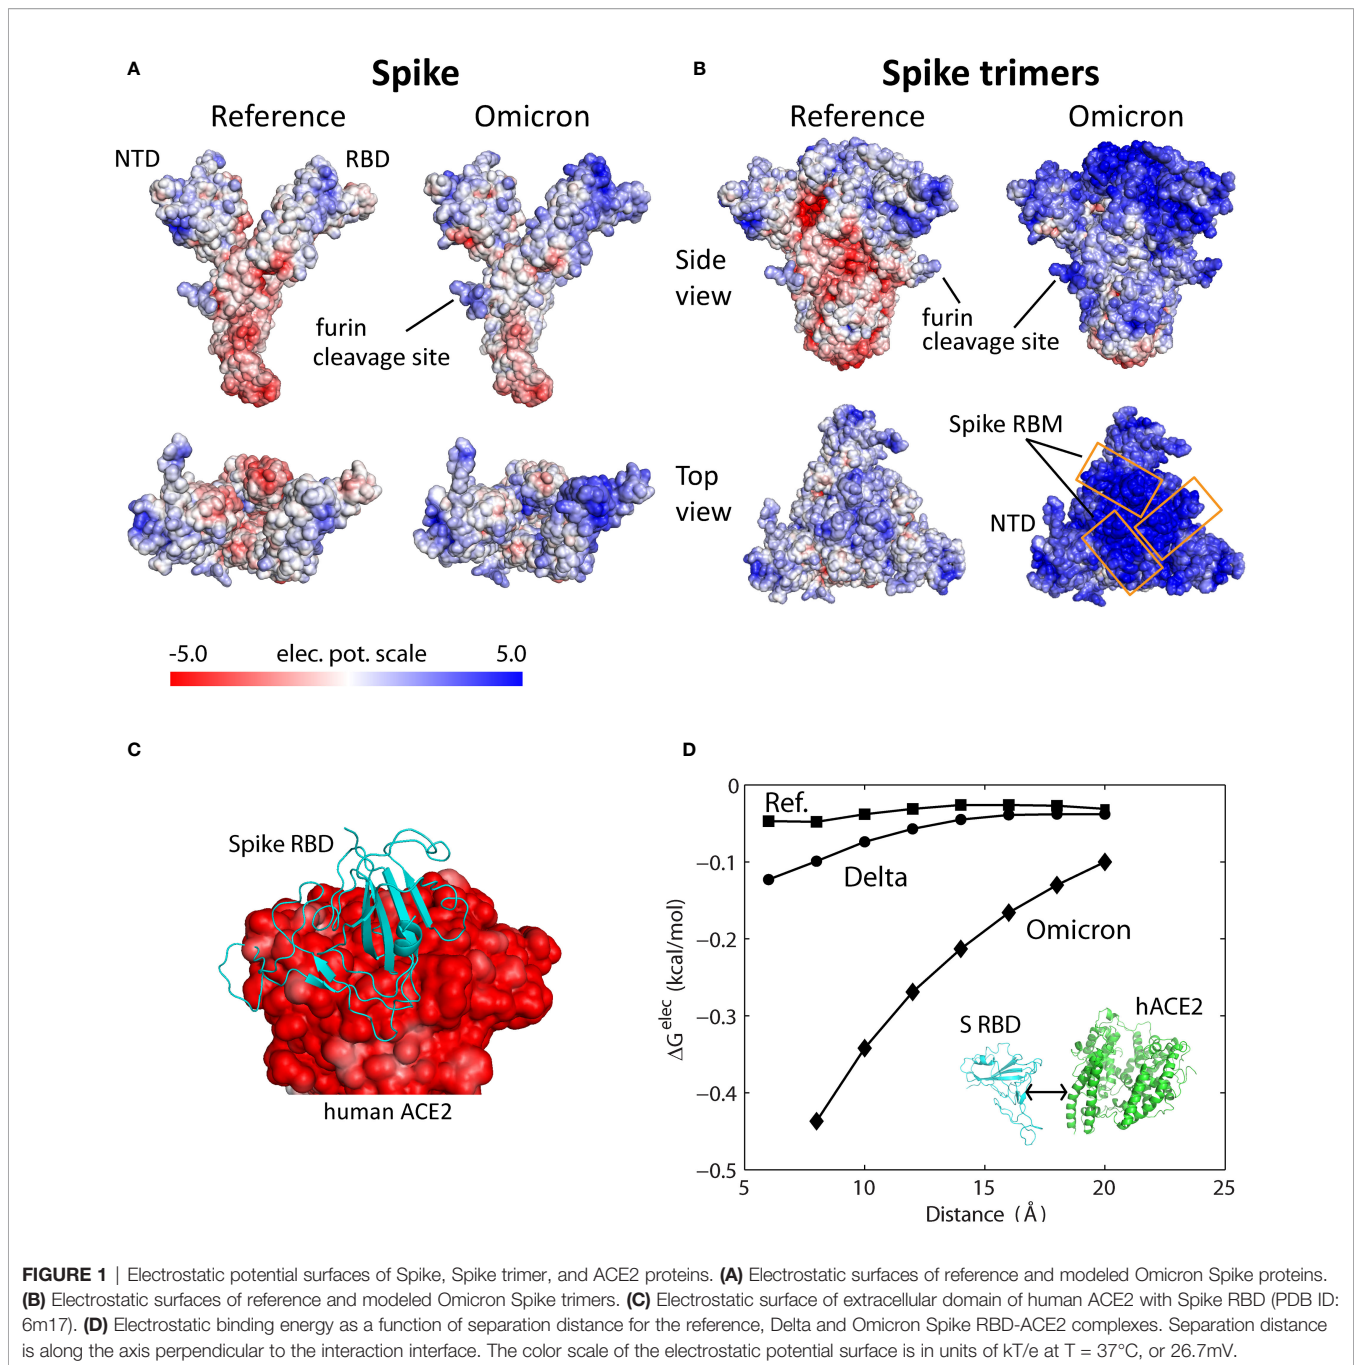 A
Spike
Reference
Omicron
NTD
RBD
furin
cleavage site
B
Spike trimers
Reference
Omicron
Side
view
furin
cleavage site
Top
view
Spike RBM
NTD
-5.0 elec. pot. scale 5.0
C
Spike RBD
human ACE2
D
0
−0.1
−0.2
−0.3
−0.4
−0.5
ΔG^elec (kcal/mol)
Ref.
Delta
Omicron
S RBD
hACE2
5 10 15 20 25
Distance (Å)
FIGURE 1 | Electrostatic potential surfaces of Spike, Spike trimer, and ACE2 proteins. (A) Electrostatic surfaces of reference and modeled Omicron Spike proteins.
(B) Electrostatic surfaces of reference and modeled Omicron Spike trimers. (C) Electrostatic surface of extracellular domain of human ACE2 with Spike RBD (PDB ID:
6m17). (D) Electrostatic binding energy as a function of separation distance for the reference, Delta and Omicron Spike RBD-ACE2 complexes. Separation distance
is along the axis perpendicular to the interaction interface. The color scale of the electrostatic potential surface is in units of kT/e at T = 37°C, or 26.7mV.